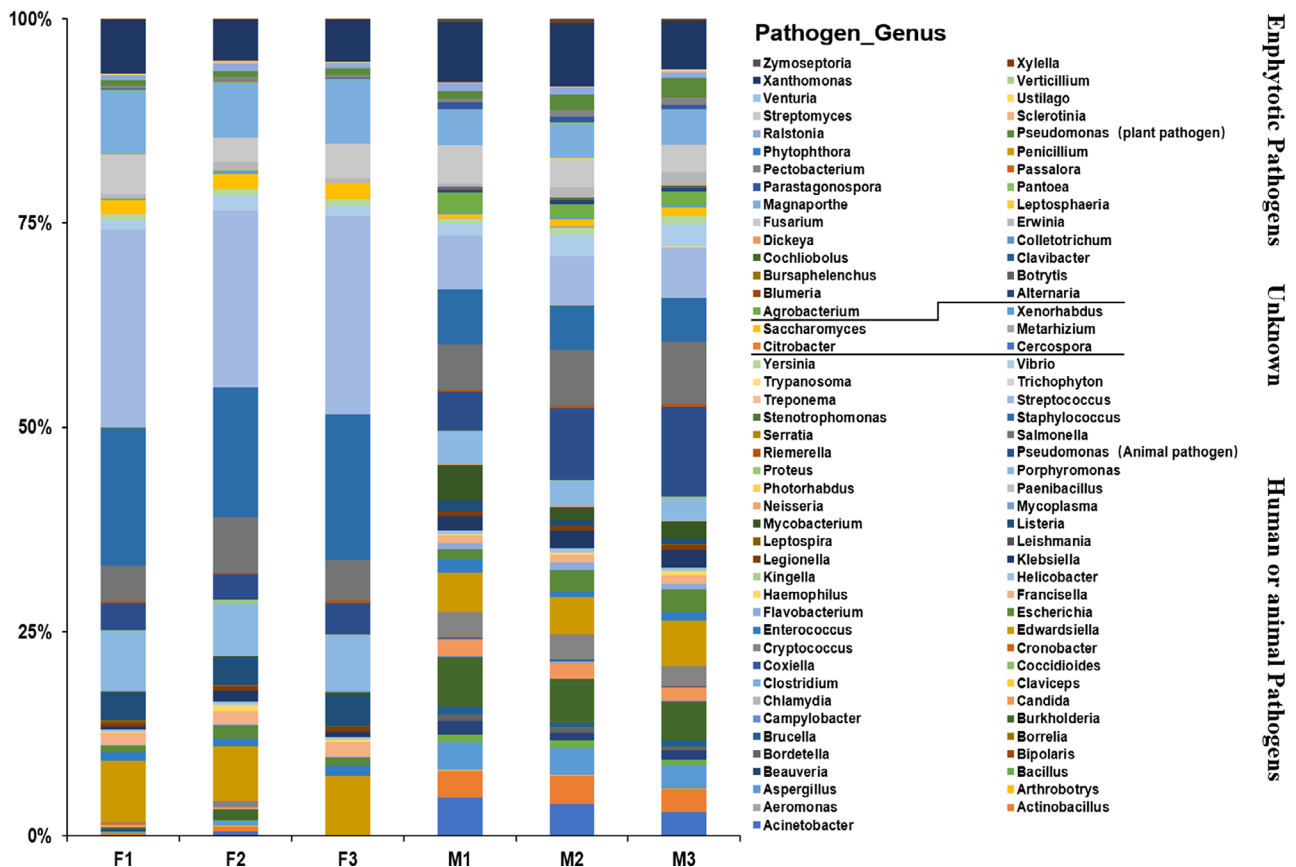 100%
75%
50%
25%
0%
F1 F2 F3 M1 M2 M3
Pathogen_Genus
Zymoseptoria Xylella
Xanthomonas Verticillium
Venturia Ustilago
Streptomyces Sclerotinia
Ralstonia Pseudomonas (plant pathogen)
Phytophthora Penicillium
Pectobacterium Passalora
Parastagonospora Pantoea
Magnaporthe Leptosphaeria
Fusarium Erwinia
Dickeya Colletotrichum
Cochliobolus Clavibacter
Bursaphelenchus Botrytis
Blumeria Alternaria
Agrobacterium Xenorhabdus
Saccharomyces Metarhizium
Citrobacter Cercospora
Yersinia Vibrio
Trypanosoma Trichophyton
Treponema Streptococcus
Stenotrophomonas Staphylococcus
Serratia Salmonella
Riemerella Pseudomonas (Animal pathogen)
Proteus Porphyromonas
Photorhabdus Paenibacillus
Neisseria Mycoplasma
Mycobacterium Listeria
Leptospira Leishmania
Legionella Klebsiella
Kingella Helicobacter
Haemophilus Francisella
Flavobacterium Escherichia
Enterococcus Edwardsiella
Cryptococcus Cronobacter
Coxiella Coccidioides
Clostridium Claviceps
Chlamydia Candida
Campylobacter Burkholderia
Brucella Borrelia
Bordetella Bipolaris
Beauveria Bacillus
Aspergillus Arthrobotrys
Aeromonas Actinobacillus
Acinetobacter
Enphytotic Pathogens
Unknown
Human or animal Pathogens